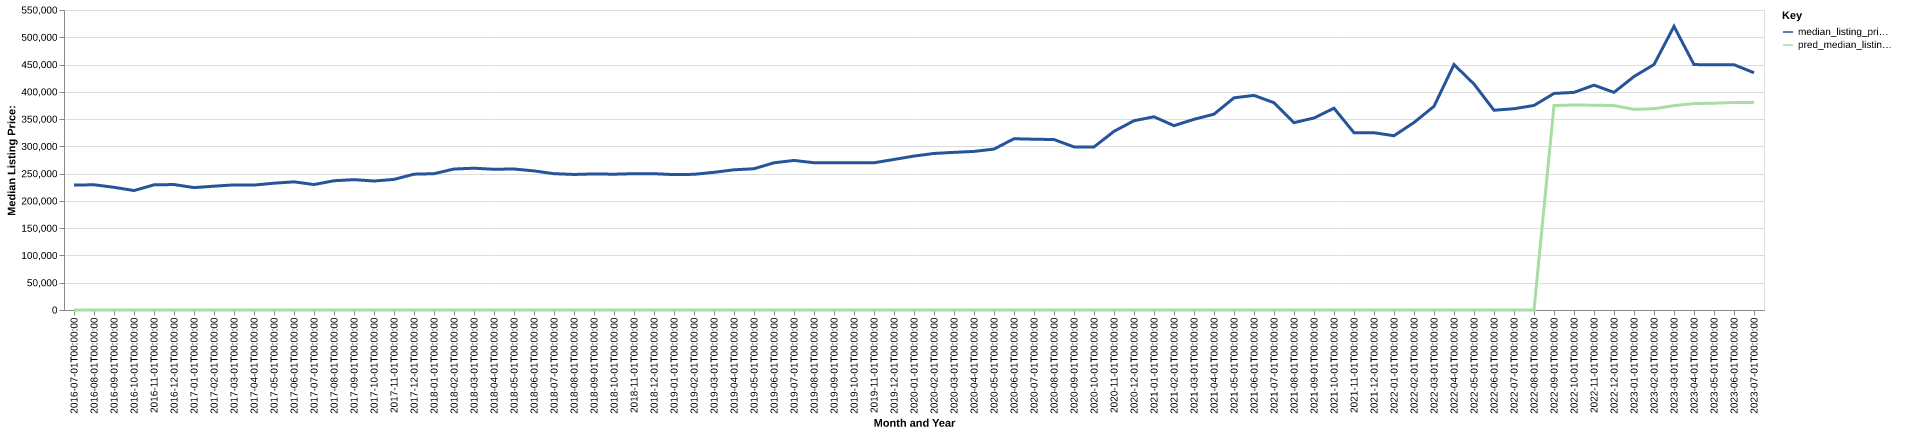 550,000
500,000
450,000
400,000
350,000
300,000
250,000
200,000
150,000
100,000
50,000
0
Median Listing Price:
2016-07-01T00:00:00
2016-08-01T00:00:00
2016-09-01T00:00:00
2016-10-01T00:00:00
2016-11-01T00:00:00
2016-12-01T00:00:00
2017-01-01T00:00:00
2017-02-01T00:00:00
2017-03-01T00:00:00
2017-04-01T00:00:00
2017-05-01T00:00:00
2017-06-01T00:00:00
2017-07-01T00:00:00
2017-08-01T00:00:00
2017-09-01T00:00:00
2017-10-01T00:00:00
2017-11-01T00:00:00
2017-12-01T00:00:00
2018-01-01T00:00:00
2018-02-01T00:00:00
2018-03-01T00:00:00
2018-04-01T00:00:00
2018-05-01T00:00:00
2018-06-01T00:00:00
2018-07-01T00:00:00
2018-08-01T00:00:00
2018-09-01T00:00:00
2018-10-01T00:00:00
2018-11-01T00:00:00
2018-12-01T00:00:00
2019-01-01T00:00:00
2019-02-01T00:00:00
2019-03-01T00:00:00
2019-04-01T00:00:00
2019-05-01T00:00:00
2019-06-01T00:00:00
2019-07-01T00:00:00
2019-08-01T00:00:00
2019-09-01T00:00:00
2019-10-01T00:00:00
2019-11-01T00:00:00
2019-12-01T00:00:00
2020-01-01T00:00:00
2020-02-01T00:00:00
2020-03-01T00:00:00
2020-04-01T00:00:00
2020-05-01T00:00:00
2020-06-01T00:00:00
2020-07-01T00:00:00
2020-08-01T00:00:00
2020-09-01T00:00:00
2020-10-01T00:00:00
2020-11-01T00:00:00
2020-12-01T00:00:00
2021-01-01T00:00:00
2021-02-01T00:00:00
2021-03-01T00:00:00
2021-04-01T00:00:00
2021-05-01T00:00:00
2021-06-01T00:00:00
2021-07-01T00:00:00
2021-08-01T00:00:00
2021-09-01T00:00:00
2021-10-01T00:00:00
2021-11-01T00:00:00
2021-12-01T00:00:00
2022-01-01T00:00:00
2022-02-01T00:00:00
2022-03-01T00:00:00
2022-04-01T00:00:00
2022-05-01T00:00:00
2022-06-01T00:00:00
2022-07-01T00:00:00
2022-08-01T00:00:00
2022-09-01T00:00:00
2022-10-01T00:00:00
2022-11-01T00:00:00
2022-12-01T00:00:00
2023-01-01T00:00:00
2023-02-01T00:00:00
2023-03-01T00:00:00
2023-04-01T00:00:00
2023-05-01T00:00:00
2023-06-01T00:00:00
2023-07-01T00:00:00
Month and Year
Key
median_listing_pri…
pred_median_listin…